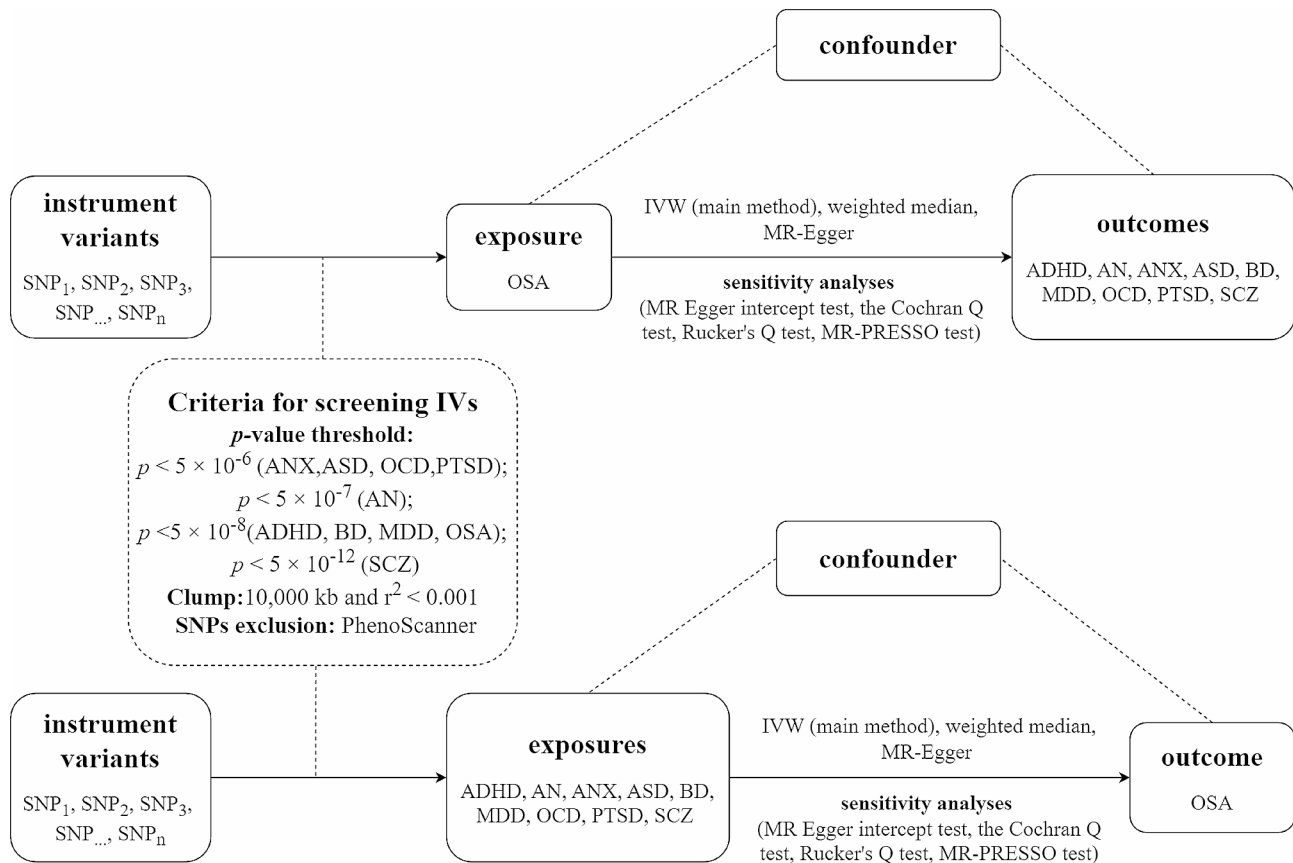 confounder
instrument
variants
SNP1, SNP2, SNP3,
SNP..., SNPn
exposure
OSA
IVW (main method), weighted median,
MR-Egger
sensitivity analyses
(MR Egger intercept test, the Cochran Q
test, Rucker's Q test, MR-PRESSO test)
outcomes
ADHD, AN, ANX, ASD, BD,
MDD, OCD, PTSD, SCZ
Criteria for screening IVs
p-value threshold:
p < 5 × 10^-6 (ANX,ASD, OCD,PTSD);
p < 5 × 10^-7 (AN);
p <5 × 10^-8(ADHD, BD, MDD, OSA);
p < 5 × 10^-12 (SCZ)
Clump:10,000 kb and r^2 < 0.001
SNPs exclusion: PhenoScanner
confounder
instrument
variants
SNP1, SNP2, SNP3,
SNP..., SNPn
exposures
ADHD, AN, ANX, ASD, BD,
MDD, OCD, PTSD, SCZ
IVW (main method), weighted median,
MR-Egger
sensitivity analyses
(MR Egger intercept test, the Cochran Q
test, Rucker's Q test, MR-PRESSO test)
outcome
OSA